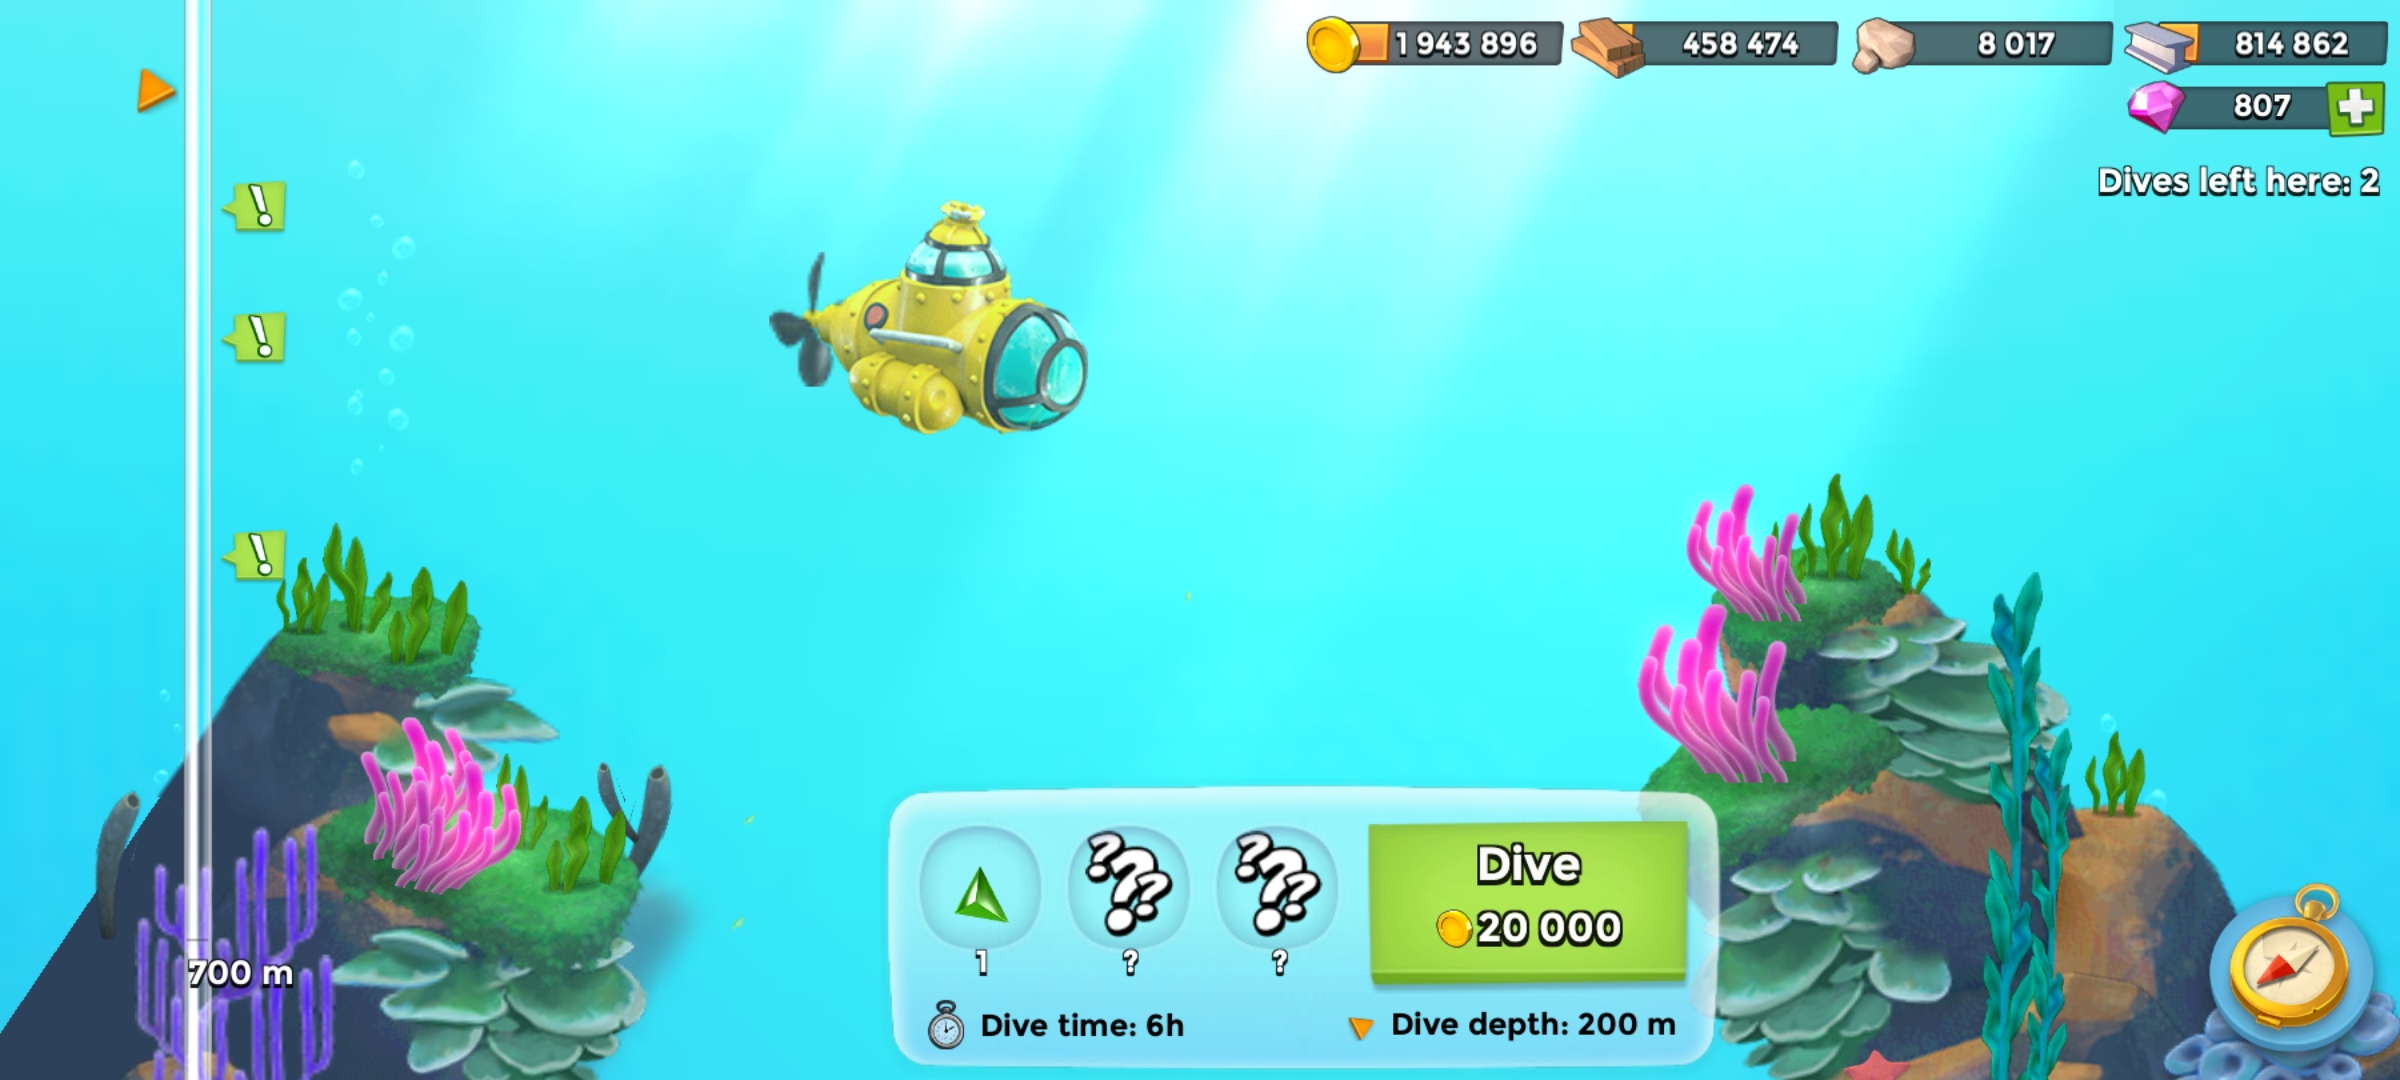 1 943 896
458 474
8 017
814 862
807
Dives left here: 2
!
!
!
700 m
???
???
1
?
?
Dive
20 000
Dive time: 6h
Dive depth: 200 m